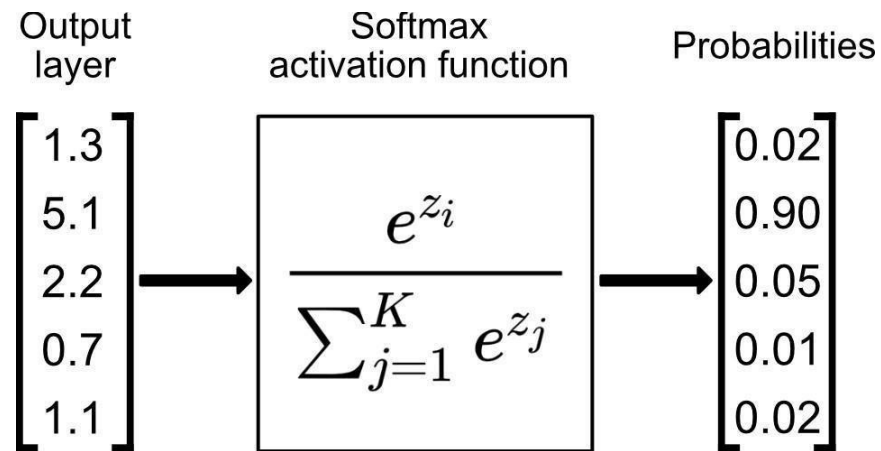 Output
layer
Softmax
activation function
Probabilities
1.3
5.1
2.2
0.7
1.1
e^{z_i}
∑_{j=1}^{K} e^{z_j}
0.02
0.90
0.05
0.01
0.02